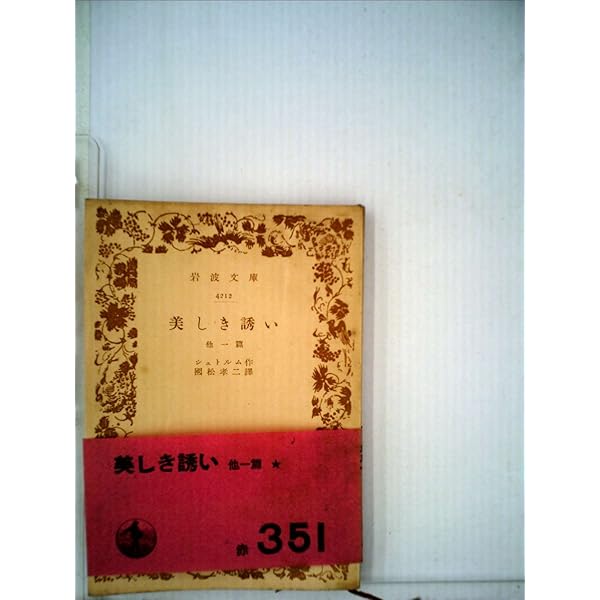 岩波文庫
4212
美しき誘い
他一篇
シュトルム作
國松孝二譯
美しき誘い 他一篇 ★
赤 351